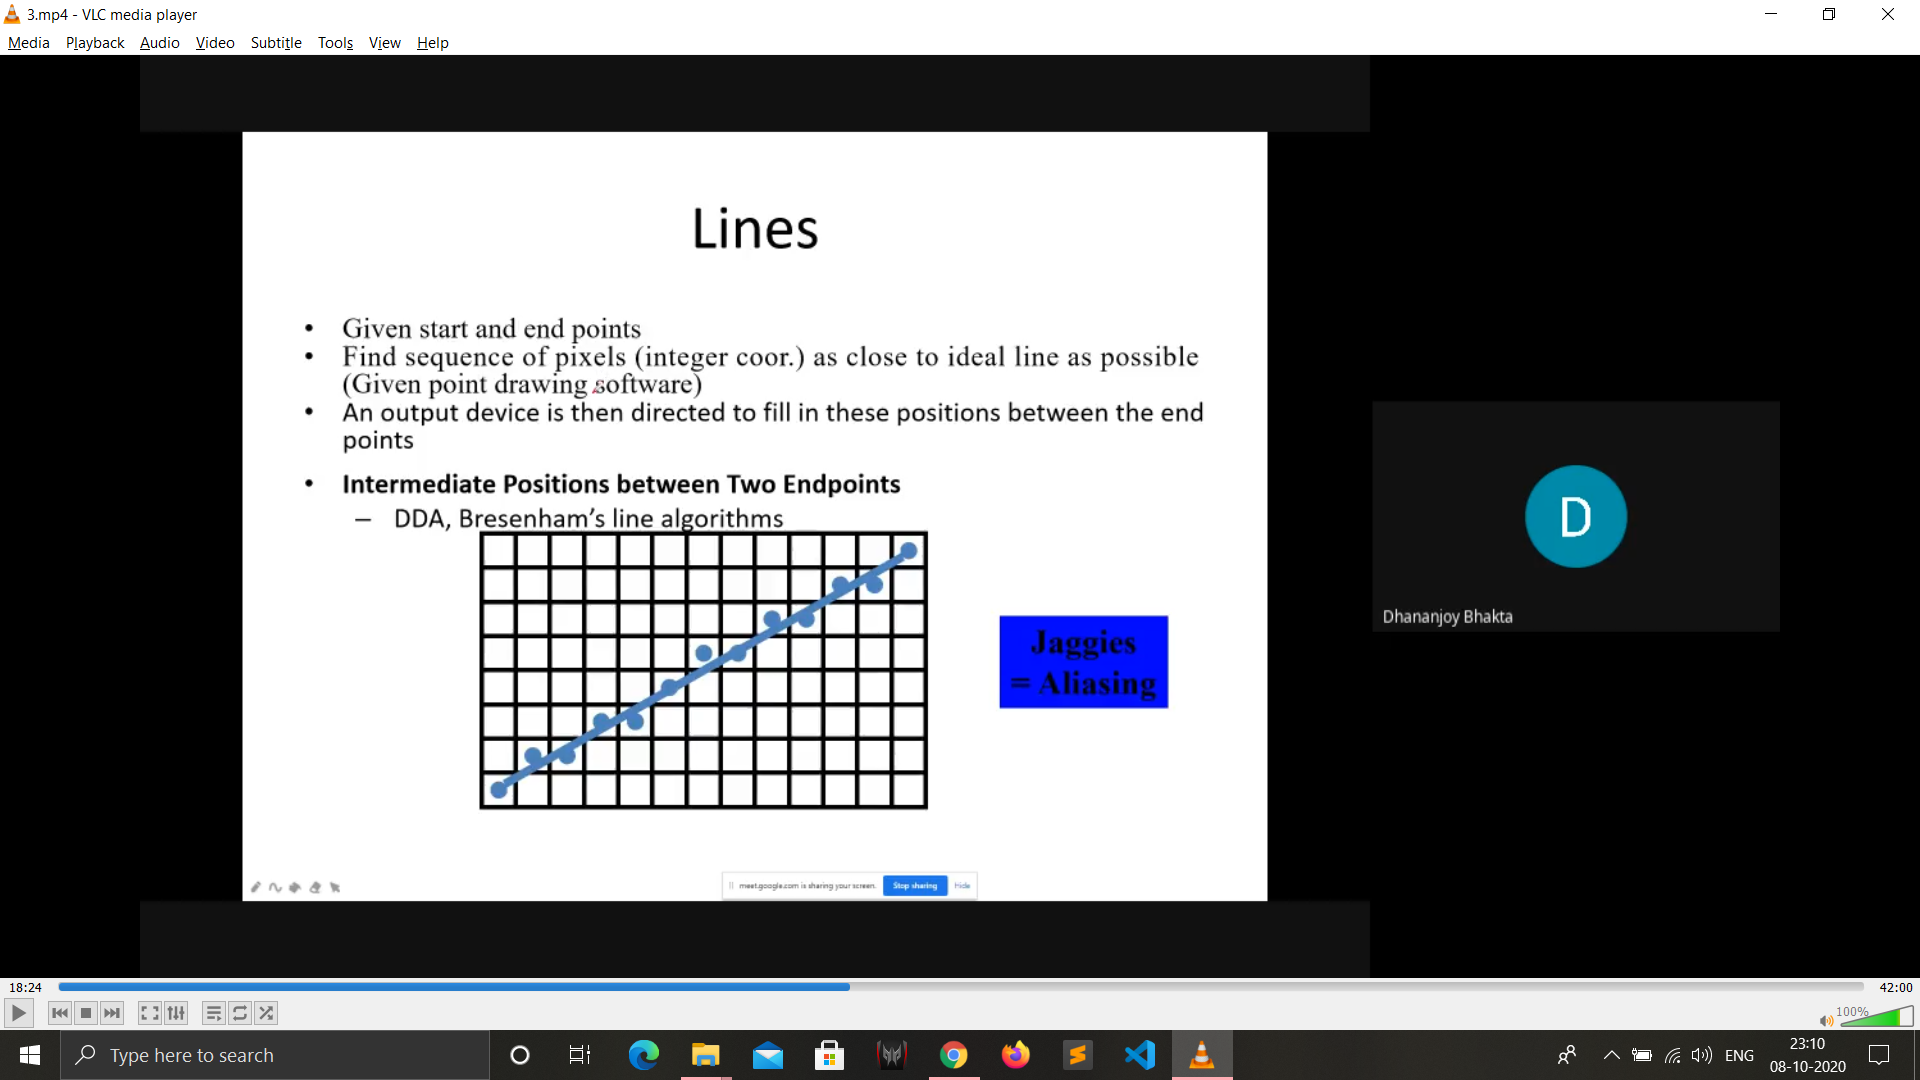 3.mp4 - VLC media player
Media Playback Audio Video Subtitle Tools View Help
Lines
• Given start and end points
• Find sequence of pixels (integer coor.) as close to ideal line as possible
(Given point drawing software)
• An output device is then directed to fill in these positions between the end
points
• Intermediate Positions between Two Endpoints
– DDA, Bresenham’s line algorithms
Jaggies
= Aliasing
D
Dhananjoy Bhakta
meet.google.com is sharing your screen. Stop sharing Hide
18:24 42:00
100%
Type here to search
ENG
23:10
08-10-2020